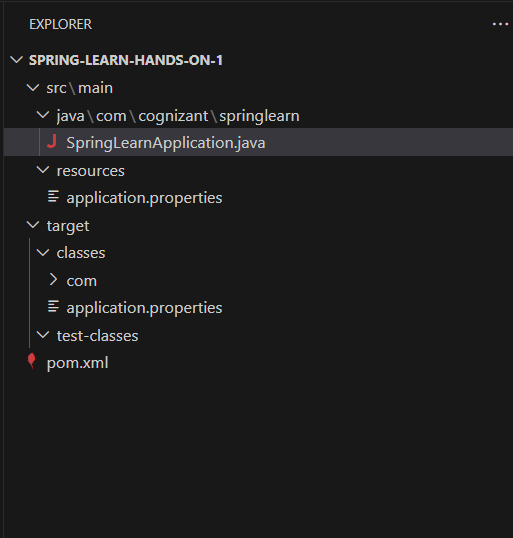 EXPLORER
SPRING-LEARN-HANDS-ON-1
src\main
java\com\cognizant\springlearn
SpringLearnApplication.java
resources
application.properties
target
classes
com
application.properties
test-classes
pom.xml